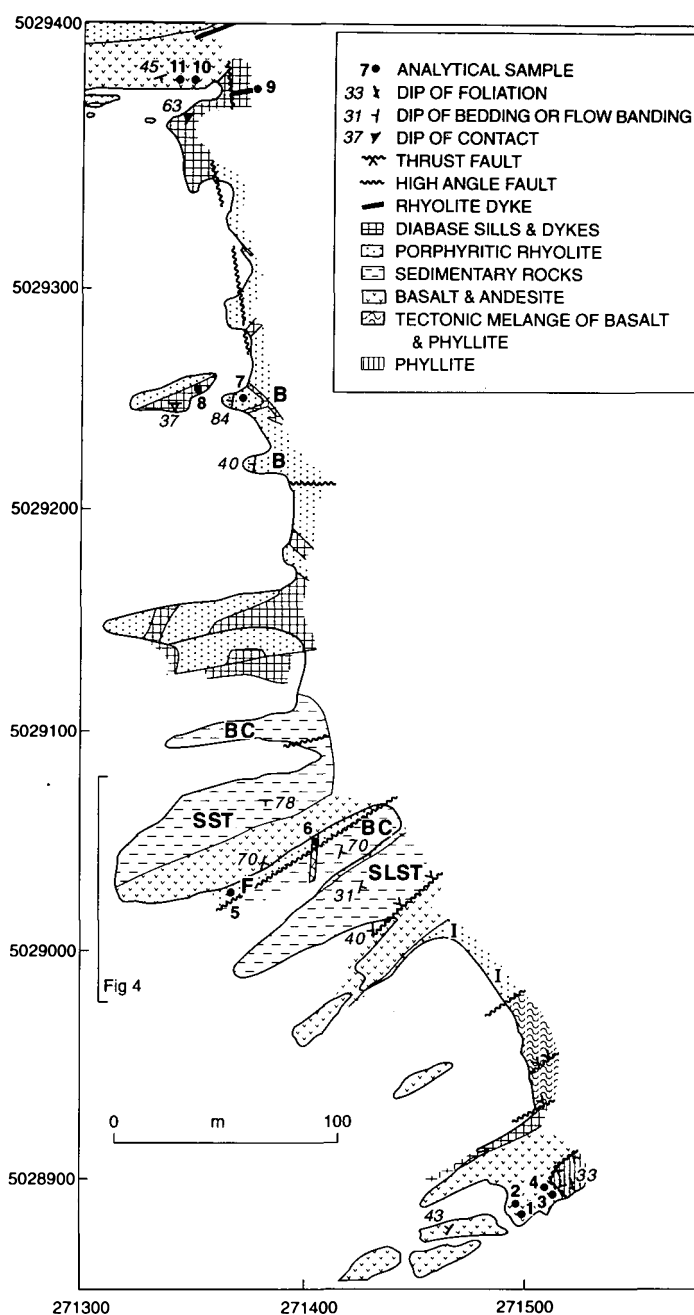 5029400
5029300
5029200
5029100
5029000
5028900
271300
271400
271500
7 ANALYTICAL SAMPLE
33 DIP OF FOLIATION
31 DIP OF BEDDING OR FLOW BANDING
37 DIP OF CONTACT
THRUST FAULT
HIGH ANGLE FAULT
RHYOLITE DYKE
DIABASE SILLS & DYKES
PORPHYRITIC RHYOLITE
SEDIMENTARY ROCKS
BASALT & ANDESITE
TECTONIC MELANGE OF BASALT
& PHYLLITE
PHYLLITE
45 11 10
9
63
7 B
8
37 84
40 B
BC
78
SST
6 BC
70 70
SLST
F 31
5
40
I
I
Fig 4
0 m 100
4 33
2
1 3
43